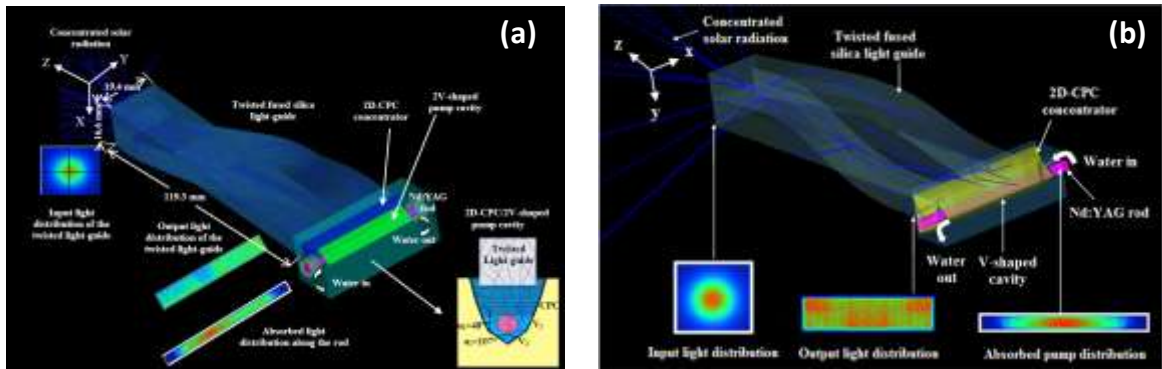 (a)
Concentrated solar
radiation
Z
Y
X
19.4 mm
Twisted fused silica
light-guide
2D-CPC
concentrator
2V-shaped
pump cavity
119.3 mm
Input light
distribution of the
twisted light-guide
Output light
distribution of the
twisted light-guide
Nd:YAG
rod
Water out
Water in
2D-CPC/2V-shaped
pump cavity
Twisted
Light guide
CPC
V₁
V₂
Absorbed light
distribution along the rod
(b)
Concentrated
solar radiation
z
x
y
Twisted fused
silica light guide
2D-CPC
concentrator
Water in
Nd:YAG rod
Water
out
V-shaped
cavity
Input light distribution
Output light distribution
Absorbed pump distribution